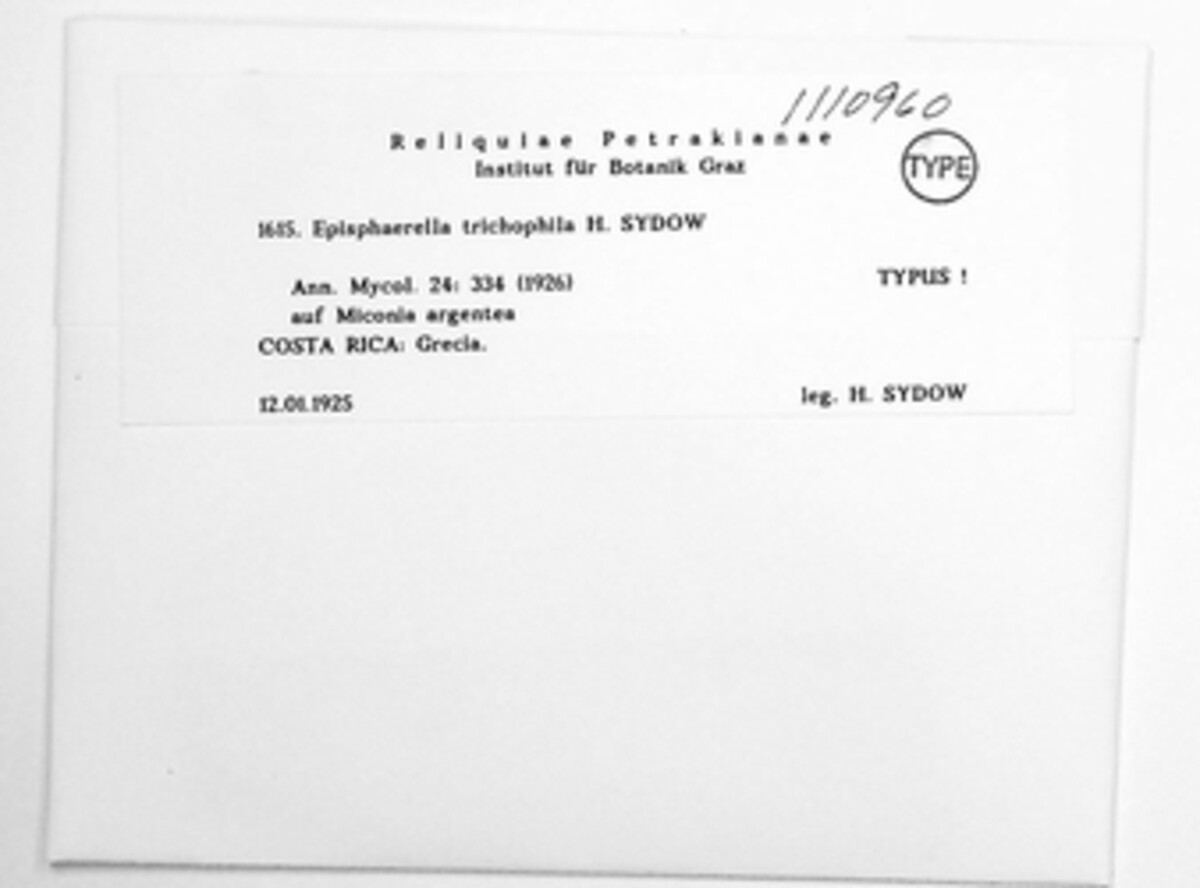 1110960
Reliquiae Petrakianae
Institut für Botanik Graz
TYPE
1615. Episphaerella trichophila H. SYDOW
Ann. Mycol. 24: 334 (1926) TYPUS !
auf Miconia argentea
COSTA RICA: Grecia.
12.01.1925 leg. H. SYDOW